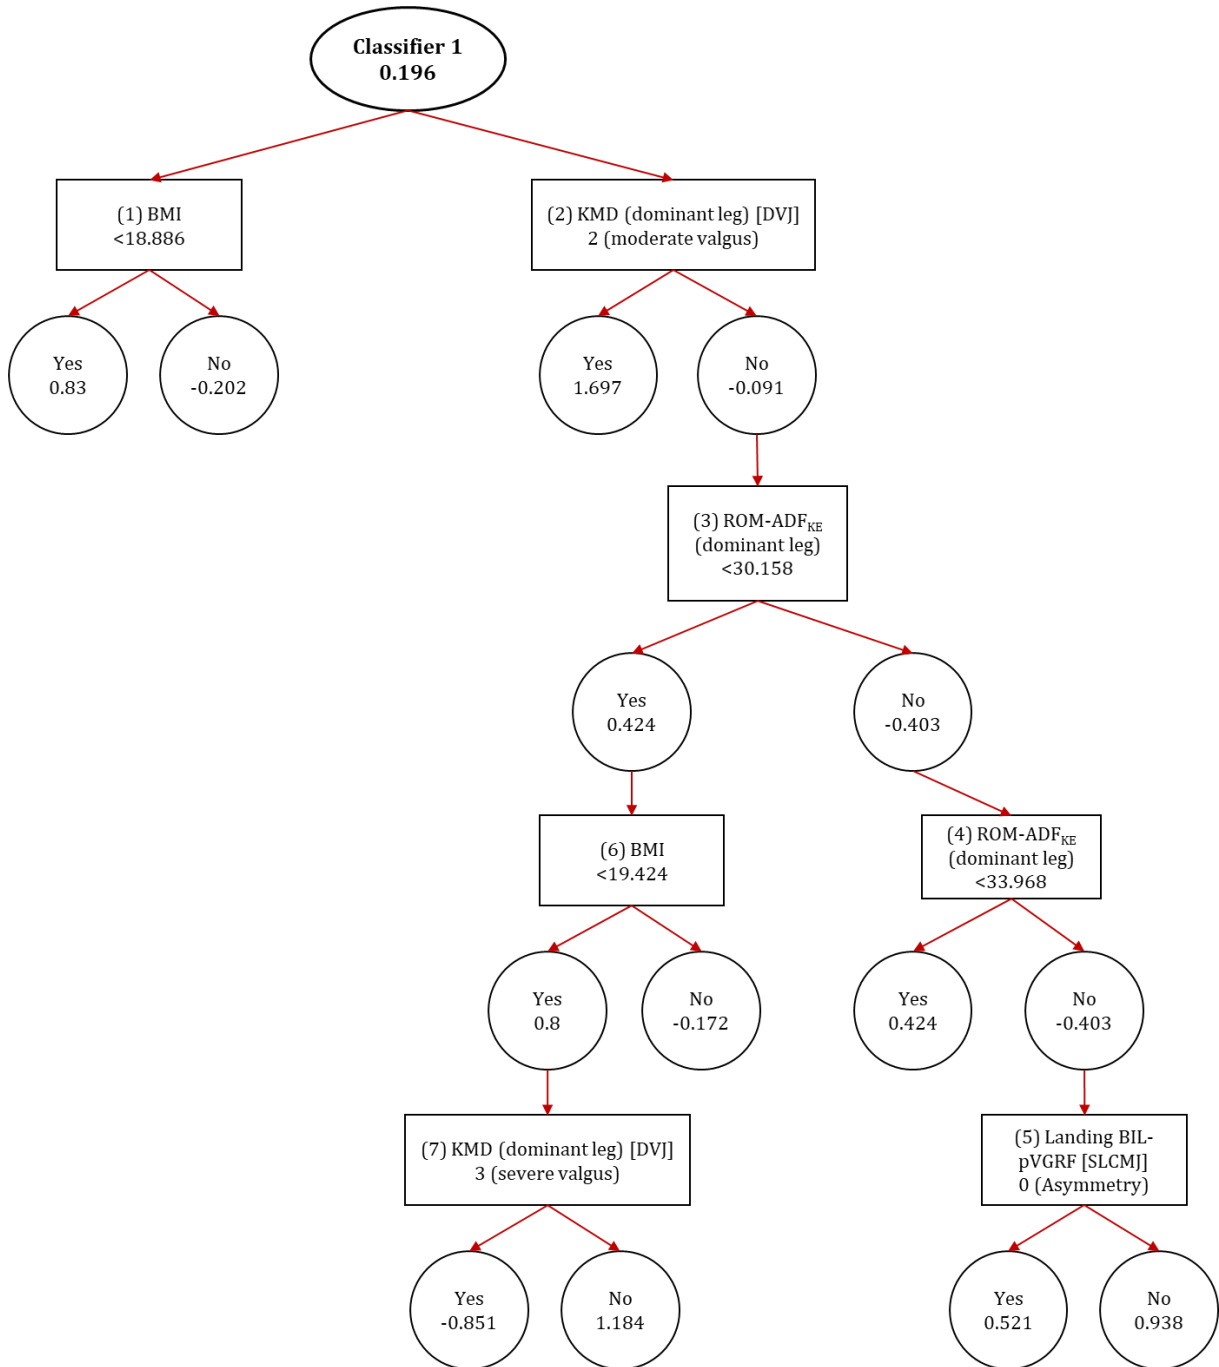 Classifier 1
0.196
(1) BMI
<18.886
(2) KMD (dominant leg) [DVJ]
2 (moderate valgus)
Yes
0.83
No
-0.202
Yes
1.697
No
-0.091
(3) ROM-ADFKE
(dominant leg)
<30.158
Yes
0.424
No
-0.403
(6) BMI
<19.424
(4) ROM-ADFKE
(dominant leg)
<33.968
Yes
0.8
No
-0.172
Yes
0.424
No
-0.403
(7) KMD (dominant leg) [DVJ]
3 (severe valgus)
(5) Landing BIL-
pVGRF [SLCMJ]
0 (Asymmetry)
Yes
-0.851
No
1.184
Yes
0.521
No
0.938